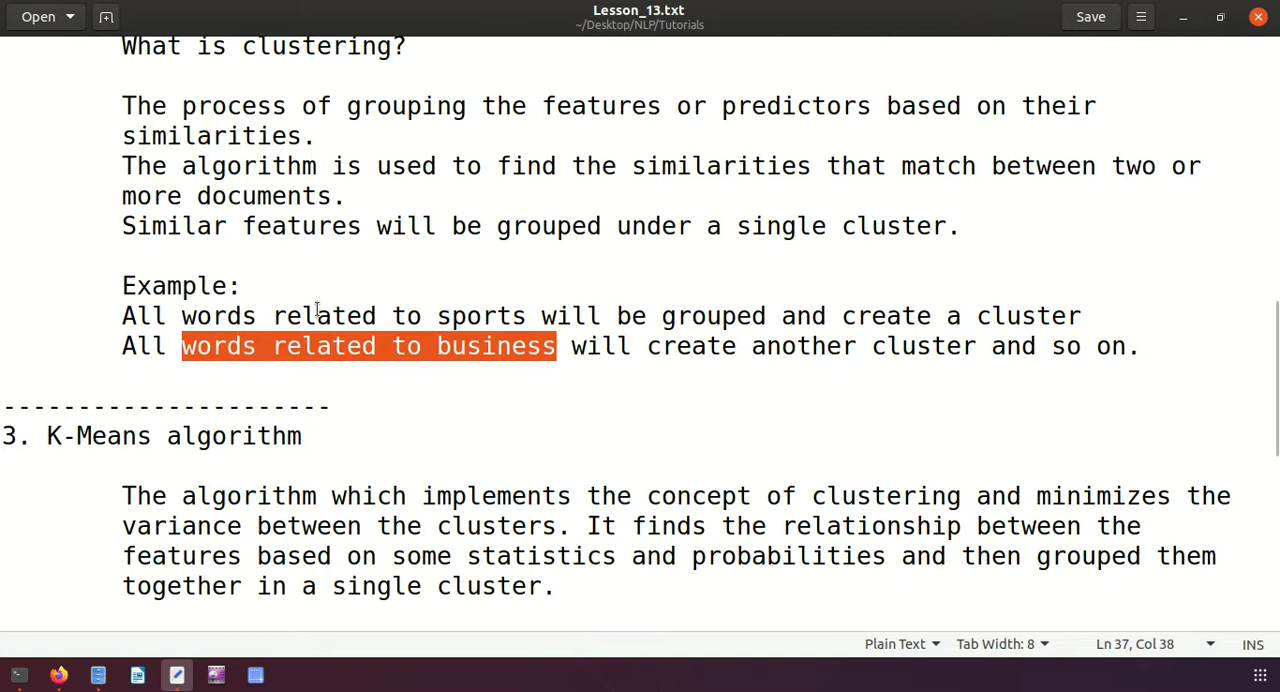 Open
Lesson_13.txt
~/Desktop/NLP/Tutorials
Save
What is clustering?
The process of grouping the features or predictors based on their
similarities.
The algorithm is used to find the similarities that match between two or
more documents.
Similar features will be grouped under a single cluster.
Example:
All words related to sports will be grouped and create a cluster
All words related to business will create another cluster and so on.
----------------------
3. K-Means algorithm
The algorithm which implements the concept of clustering and minimizes the
variance between the clusters. It finds the relationship between the
features based on some statistics and probabilities and then grouped them
together in a single cluster.
Plain Text
Tab Width: 8
Ln 37, Col 38
INS